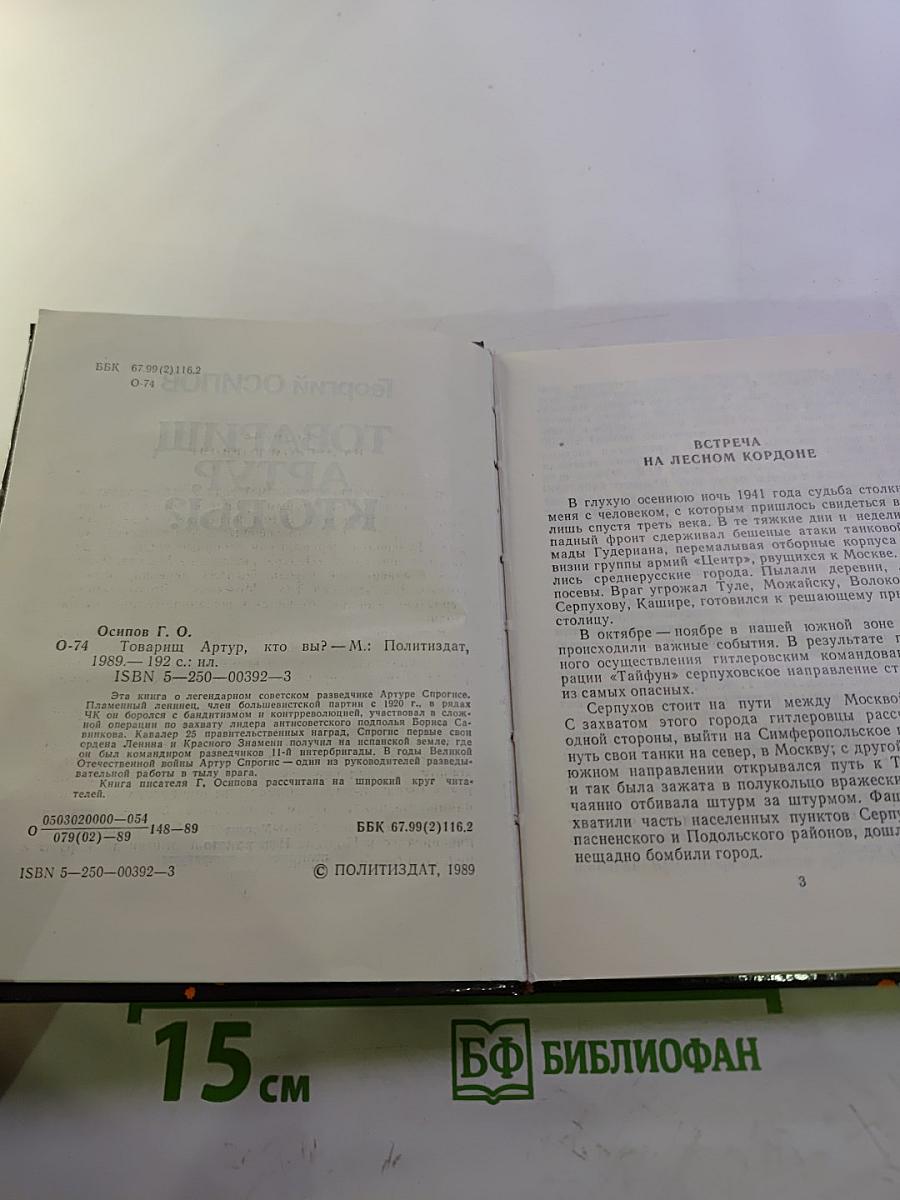 ББК 67.99(2)116.2
О-74
Осипов Г. О.
О-74 Товарищ Артур, кто вы? — М.: Политиздат,
1989.— 192 с.: ил.
ISBN 5—250—00392—3
Эта книга о легендарном советском разведчике Артуре Спрогисе.
Пламенный ленинец, член большевистской партии с 1920 г., в рядах
ЧК он боролся с бандитизмом и контрреволюцией, участвовал в слож-
ной операции по захвату лидера антисоветского подполья Бориса Са-
винкова. Кавалер 25 правительственных наград, Спрогис первые свои
ордена Ленина и Красного Знамени получил на испанской земле, где
он был командиром разведчиков 11-й интербригады. В годы Великой
Отечественной войны Артур Спрогис — один из руководителей разведы-
вательной работы в тылу врага.
Книга писателя Г. Осипова рассчитана на широкий круг чита-
телей.
О 0503020000—054
079(02)—89 148—89
ББК 67.99(2)116.2
ISBN 5—250—00392—3
© ПОЛИТИЗДАТ, 1989
ВСТРЕЧА
НА ЛЕСНОМ КОРДОНЕ
В глухую осеннюю ночь 1941 года судьба столкн
меня с человеком, с которым пришлось свидеться в
лишь спустя треть века. В те тяжкие дни и недели
падный фронт сдерживал бешеные атаки танковой
мады Гудериана, перемалывая отборные корпуса
визии группы армий «Центр», рвущихся к Москве.
лись среднерусские города. Пылали деревни,
посевы. Враг угрожал Туле, Можайску, Волоко
Серпухову, Кашире, готовился к решающему пры
столицу.
В октябре — ноябре в нашей южной зоне
происходили важные события. В результате п
ного осуществления гитлеровским командован
рации «Тайфун» серпуховское направление ст
из самых опасных.
Серпухов стоит на пути между Москвой
С захватом этого города гитлеровцы рассч
одной стороны, выйти на Симферопольское
нуть свои танки на север, в Москву; с другой
южном направлении открывался путь к Т
и так была зажата в полукольцо вражески
чаянно отбивала штурм за штурмом. Фаш
хватили часть населенных пунктов Серпу
пасненского и Подольского районов, дошл
нещадно бомбили город.
3
15 см
БФ БИБЛИОФАН